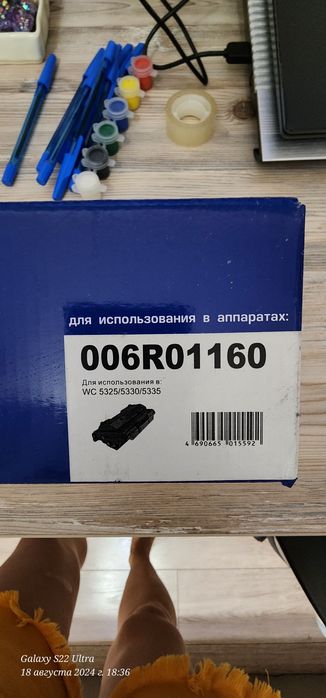 для использования в аппаратах:
006R01160
Для использования в:
WC 5325/5330/5335
4 690665 015592
Galaxy S22 Ultra
18 августа 2024 г. 18:36